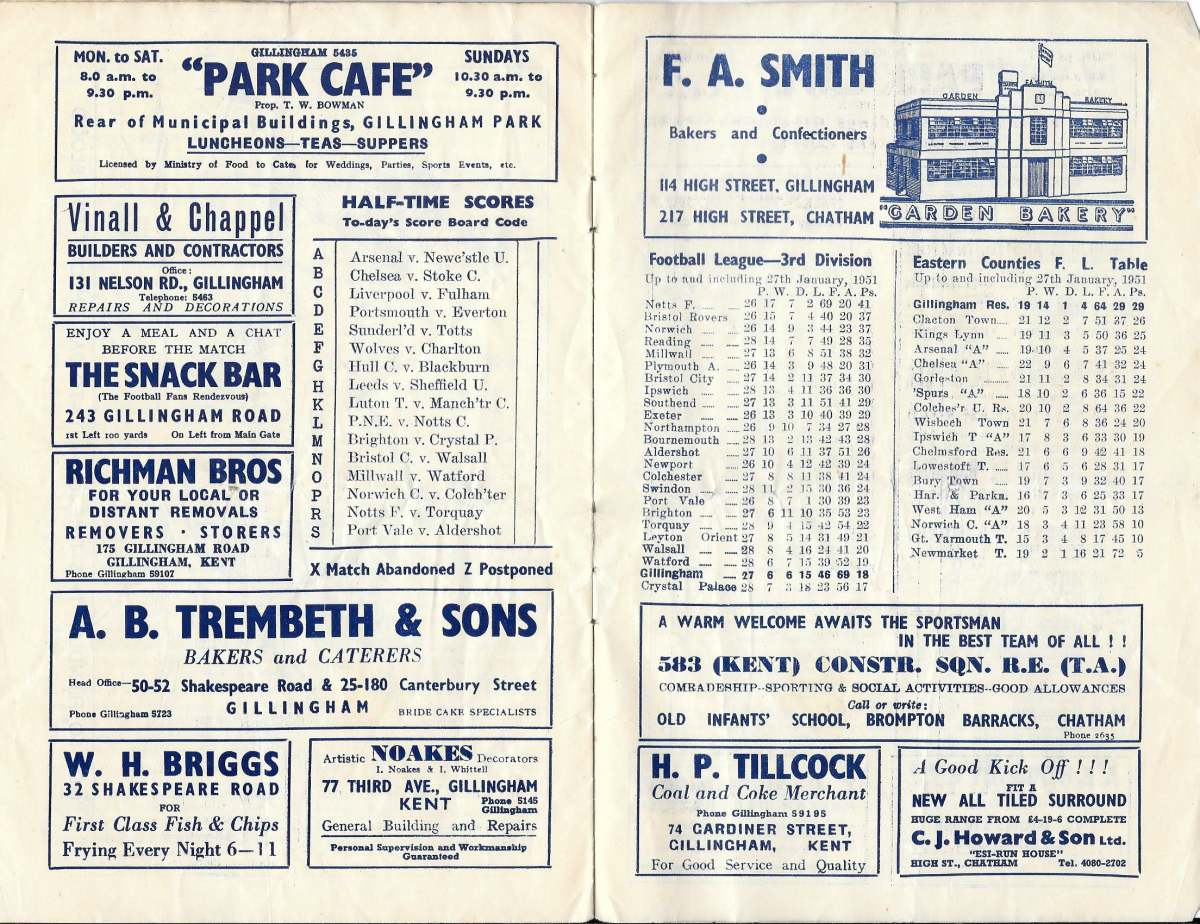 MON. to SAT.
8.0 a.m. to
9.30 p.m.
GILLINGHAM 5435
"PARK CAFE"
Prop. T. W. BOWMAN
SUNDAYS
10.30 a.m. to
9.30 p.m.
Rear of Municipal Buildings, GILLINGHAM PARK
LUNCHEONS—TEAS—SUPPERS
Licensed by Ministry of Food to Cater for Weddings, Parties, Sports Events, etc.
Vinall & Chappel
BUILDERS AND CONTRACTORS
Office:
131 NELSON RD., GILLINGHAM
Telephone: 5463
REPAIRS AND DECORATIONS
ENJOY A MEAL AND A CHAT
BEFORE THE MATCH
THE SNACK BAR
(The Football Fans Rendezvous)
243 GILLINGHAM ROAD
1st Left 100 yards On Left from Main Gate
RICHMAN BROS
FOR YOUR LOCAL OR
DISTANT REMOVALS
REMOVERS · STORERS
175 GILLINGHAM ROAD
GILLINGHAM, KENT
Phone Gillingham 59107
HALF-TIME SCORES
To-day's Score Board Code
A Arsenal v. Newc'stle U.
B Chelsea v. Stoke C.
C Liverpool v. Fulham
D Portsmouth v. Everton
E Sunderl'd v. Totts
F Wolves v. Charlton
G Hull C. v. Blackburn
H Leeds v. Sheffield U.
K Luton T. v. Manch'tr C.
L P.N.E. v. Notts C.
M Brighton v. Crystal P.
N Bristol C. v. Walsall
O Millwall v. Watford
P Norwich C. v. Colch'ter
R Notts F. v. Torquay
S Port Vale v. Aldershot
X Match Abandoned Z Postponed
A. B. TREMBETH & SONS
BAKERS and CATERERS
Head Office—50-52 Shakespeare Road & 25-180 Canterbury Street
Phone Gillingham 5723 GILLINGHAM BRIDE CAKE SPECIALISTS
W. H. BRIGGS
32 SHAKESPEARE ROAD
FOR
First Class Fish & Chips
Frying Every Night 6—11
Artistic NOAKES Decorators
I. Noakes & I. Whittell
77 THIRD AVE., GILLINGHAM
KENT Phone 5145
Gillingham
General Building and Repairs
Personal Supervision and Workmanship
Guaranteed
F. A. SMITH
Bakers and Confectioners
114 HIGH STREET, GILLINGHAM
217 HIGH STREET, CHATHAM
GARDEN
F.A.SMITH
BAKERY
"GARDEN BAKERY"
Football League—3rd Division
Up to and including 27th January, 1951
P. W. D. L. F. A. Ps.
Notts F. 26 17 7 2 69 20 41
Bristol Rovers 26 15 7 4 40 20 37
Norwich 26 14 9 3 44 23 37
Reading 28 14 7 7 49 28 35
Millwall 27 13 6 8 51 38 32
Plymouth A. 26 14 3 9 48 20 31
Bristol City 27 14 2 11 37 34 30
Ipswich 28 13 4 11 36 36 30
Southend 27 13 3 11 51 41 29
Exeter 26 13 3 10 40 39 29
Northampton 26 9 10 7 34 27 28
Bournemouth 28 13 2 13 42 43 28
Aldershot 27 10 6 11 37 51 26
Newport 26 10 4 12 42 39 24
Colchester 27 8 8 11 38 41 24
Swindon 28 11 2 15 30 36 24
Port Vale 26 8 7 1 30 39 23
Brighton 27 6 11 10 35 53 23
Torquay 28 9 4 15 42 54 22
Leyton Orient 27 8 5 14 31 49 21
Walsall 28 8 4 16 24 41 20
Watford 28 6 7 15 39 52 19
Gillingham 27 6 6 15 46 69 18
Crystal Palace 28 7 3 18 23 56 17
Eastern Counties F. L. Table
Up to and including 27th January, 1951
P. W. D. L. F. A. Ps.
Gillingham Res. 19 14 1 4 64 29 29
Clacton Town 21 12 2 7 51 37 26
Kings Lynn 19 11 3 5 50 36 25
Arsenal "A" 19 10 4 5 37 25 24
Chelsea "A" 22 9 6 7 41 32 24
Gorleston 21 11 2 8 34 31 24
'Spurs "A" 18 10 2 6 36 15 22
Colches'r U. Rs. 20 10 2 8 64 36 22
Wisbech Town 21 7 6 8 36 24 20
Ipswich T "A" 17 8 3 6 33 30 19
Chelmsford Res. 21 6 6 9 42 41 18
Lowestoft T. 17 6 5 6 28 31 17
Bury Town 19 7 3 9 32 40 17
Har. & Parkn. 16 7 3 6 25 33 17
West Ham "A" 20 5 3 12 31 50 13
Norwich C. "A" 18 3 4 11 23 58 10
Gt. Yarmouth T. 15 3 4 8 17 45 10
Newmarket T. 19 2 1 16 21 72 5
A WARM WELCOME AWAITS THE SPORTSMAN
IN THE BEST TEAM OF ALL ! !
583 (KENT) CONSTR. SQN. R.E. (T.A.)
COMRADESHIP--SPORTING & SOCIAL ACTIVITIES--GOOD ALLOWANCES
Call or write:
OLD INFANTS' SCHOOL, BROMPTON BARRACKS, CHATHAM
Phone 2635
H. P. TILLCOCK
Coal and Coke Merchant
Phone Gillingham 59195
74 GARDINER STREET,
GILLINGHAM, KENT
For Good Service and Quality
A Good Kick Off ! ! !
FIT A
NEW ALL TILED SURROUND
HUGE RANGE FROM £4-19-6 COMPLETE
C. J. Howard & Son Ltd.
"ESI-RUN HOUSE"
HIGH ST., CHATHAM Tel. 4080-2702